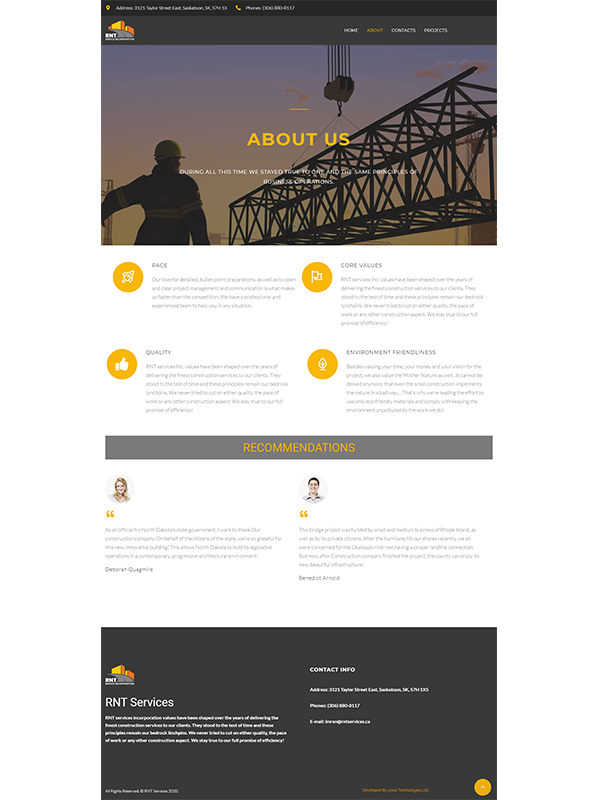 Address: 3121 Taylor Street East, Saskatoon, SK, S7H 1X
Phones: (306) 880-8117
RNT
HOME
ABOUT
CONTACTS
PROJECTS
ABOUT US
DURING ALL THIS TIME WE STAYED TRUE TO ONE AND THE SAME PRINCIPLES OF
BUSINESS OPERATIONS.
PACE
Our love for detailed, bullet-point preparations, as well as to open
and clear project management and communication is what makes
us faster than the competition. We have a professional and
experienced team to help you in any situation.
CORE VALUES
RNT services Inc. values have been shaped over the years of
delivering the finest construction services to our clients. They
stood to the test of time and these principles remain our bedrock
lynchpins. We never tried to cut on either quality, the pace of
work or any other construction aspect. We stay true to our full
promise of efficiency!
QUALITY
RNT services Inc. values have been shaped over the years of
delivering the finest construction services to our clients. They
stood to the test of time and these principles remain our bedrock
lynchpins. We never tried to cut on either quality, the pace of
work or any other construction aspect. We stay true to our full
promise of efficiency!
ENVIRONMENT FRIENDLINESS
Besides valuing your time, your money and your vision for the
project, we also value the Mother Nature as well. It cannot be
denied anymore, that even the small construction implements
the nature in a bad way... That's why we're leading the effort to
use only eco-friendly materials and comply with keeping the
environment unpolluted by the work we do!
RECOMMENDATIONS
As an official fro North Dakota's state government, I want to thank Our
construction company. On behalf of the citizens of the state, we're so grateful for
this new, innovative building! This allows North Dakota to hold its legislative
operations in a contemporary, progressive architectural environment!
Deborah Quagmire
This bridge project was funded by small and medium business of Rhode Island, as
well as by its private citizens. After the hurricane hit our shores recently, we all
were concerned for the Okacopps river not having a proper landline connection.
But now, after Construction company finished the project, the county can enjoy its
new, beautiful infrastructure!
Benedict Arnold
RNT
RNT Services
RNT services incorporation values have been shaped over the years of delivering the
finest construction services to our clients. They stood to the test of time and these
principles remain our bedrock linchpins. We never tried to cut on either, quality, the pace
of work or any other construction aspect. We stay true to our full promise of efficiency!
CONTACT INFO
Address: 3121 Taylor Street East, Saskatoon, SK, S7H 1X5
Phones: (306) 880-8117
E-mail: imran@rntservices.ca
All Rights Reserved © RNT Services 2020
Developed By Lexor Technologies Ltd.